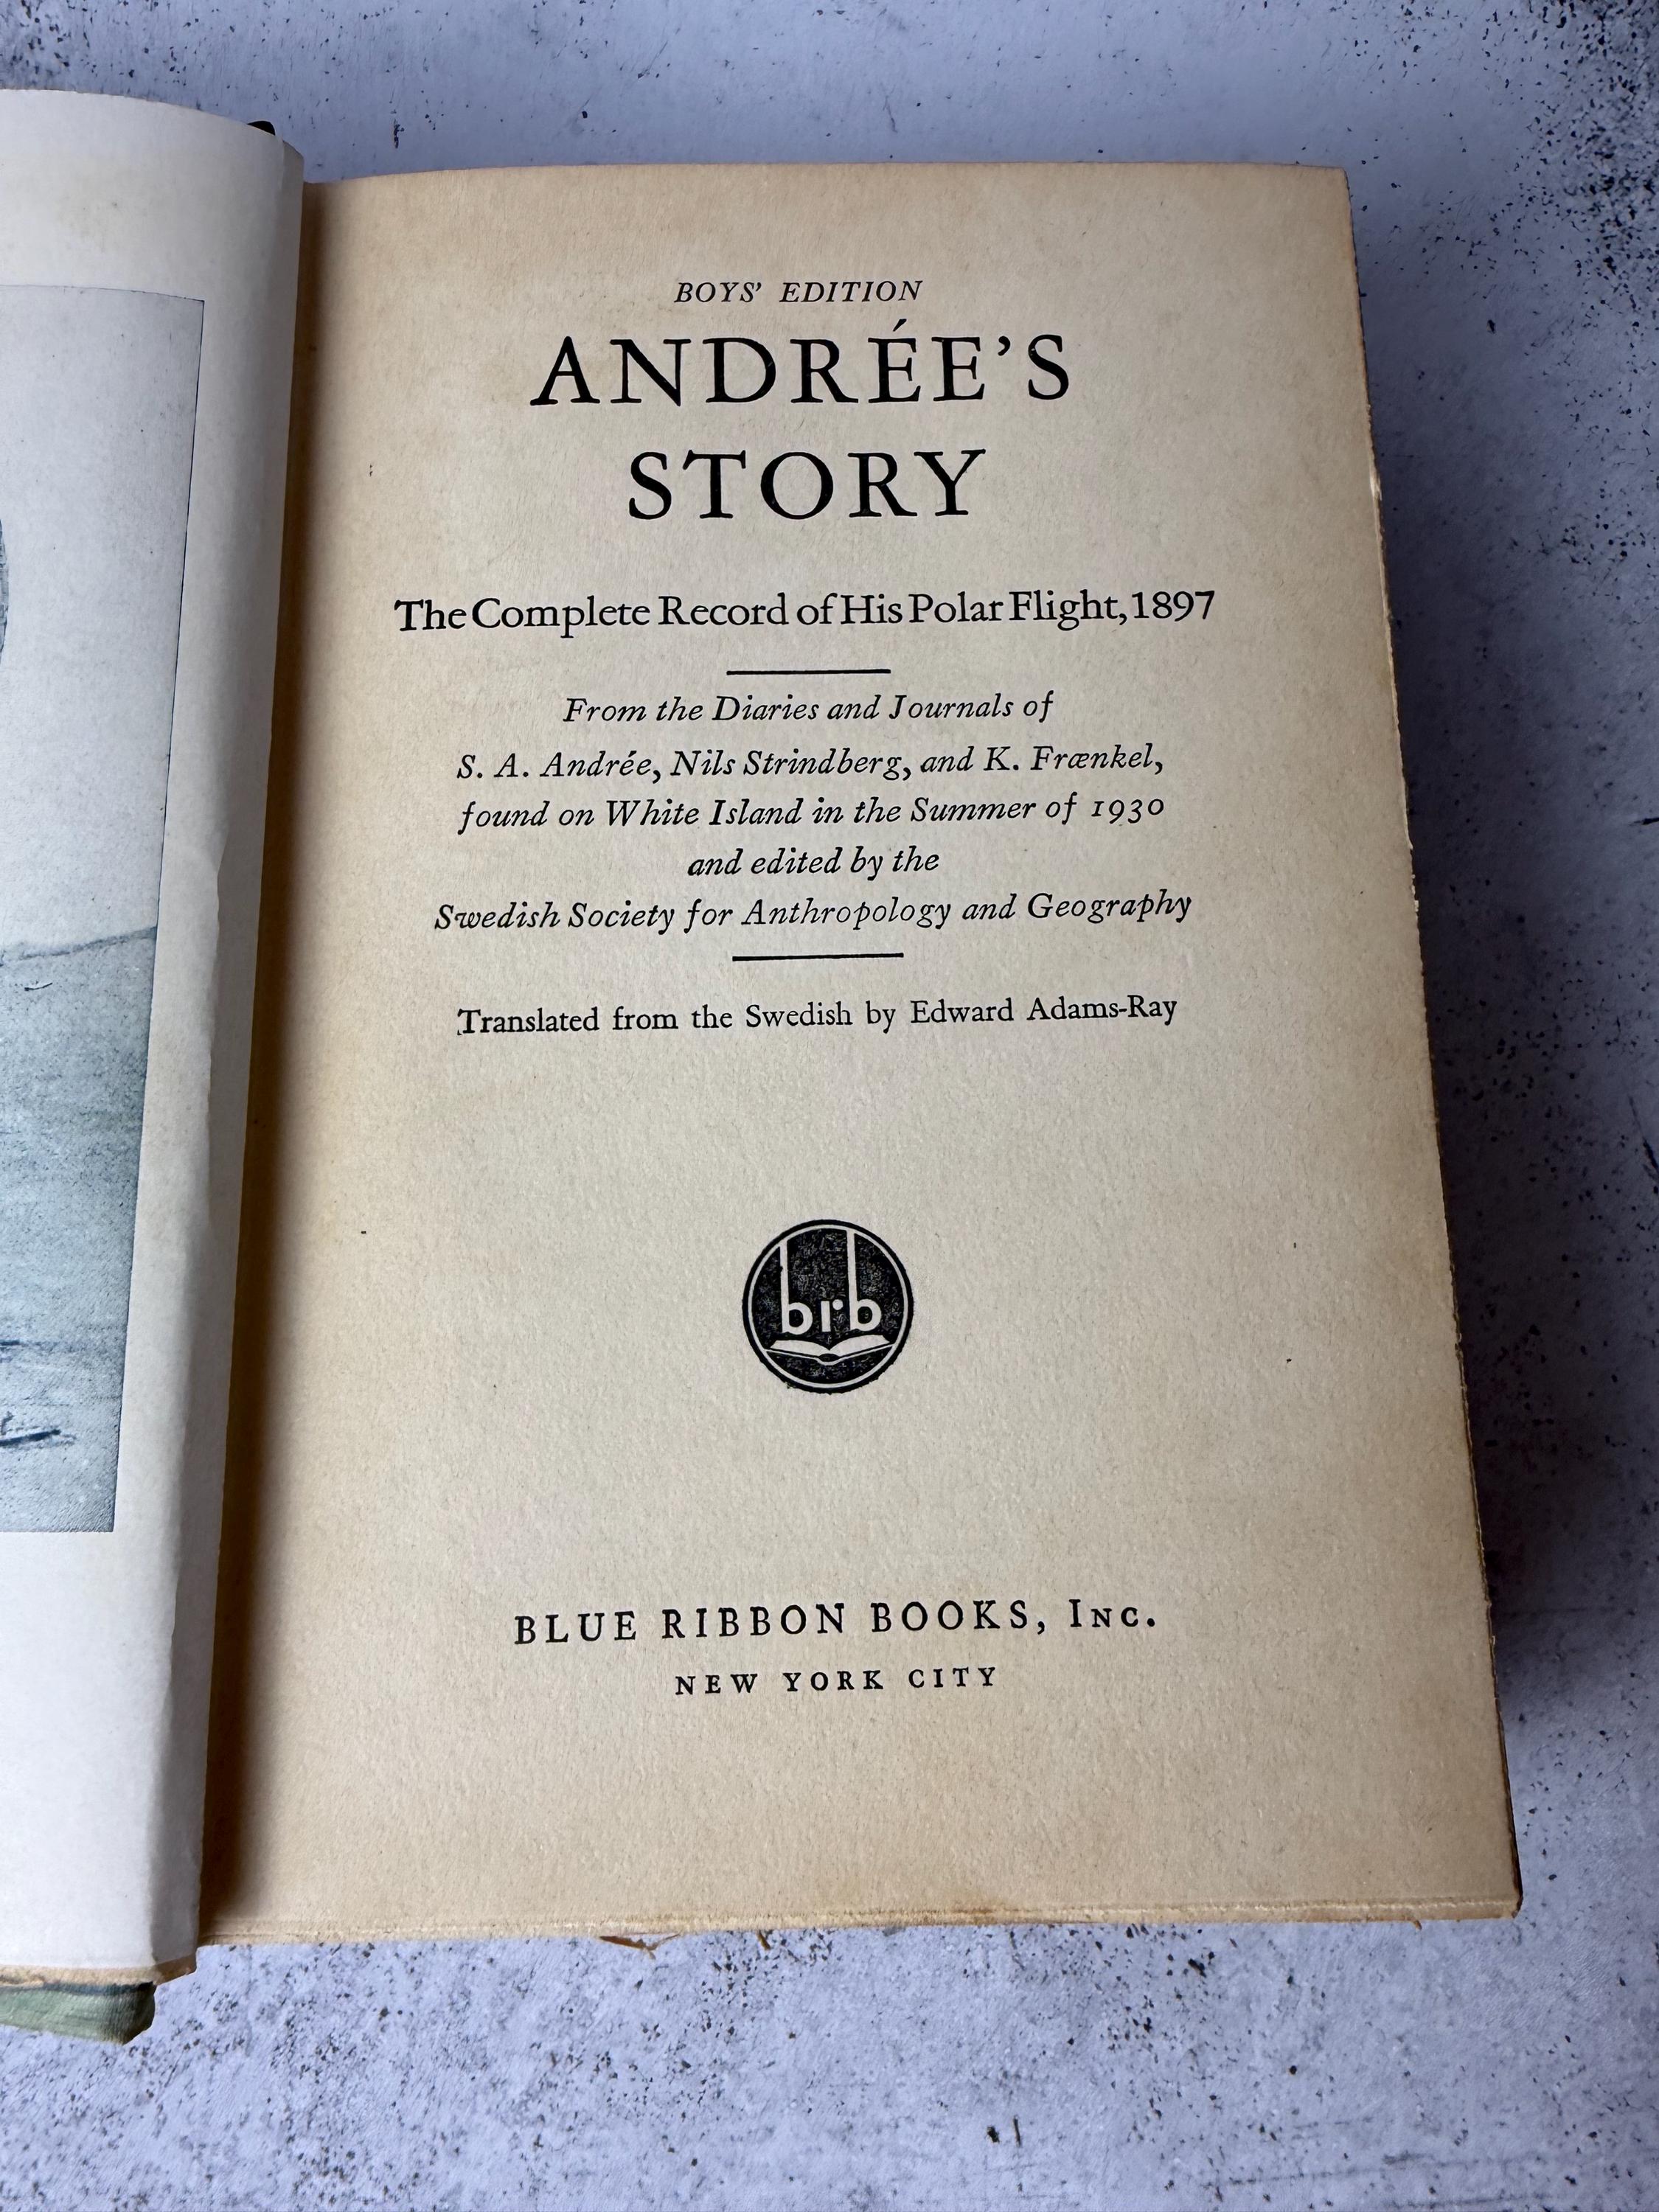 BOYS' EDITION
ANDRÉE'S
STORY
The Complete Record of His Polar Flight, 1897
From the Diaries and Journals of
S. A. Andrée, Nils Strindberg, and K. Frænkel,
found on White Island in the Summer of 1930
and edited by the
Swedish Society for Anthropology and Geography
Translated from the Swedish by Edward Adams-Ray
brb
BLUE RIBBON BOOKS, INC.
NEW YORK CITY